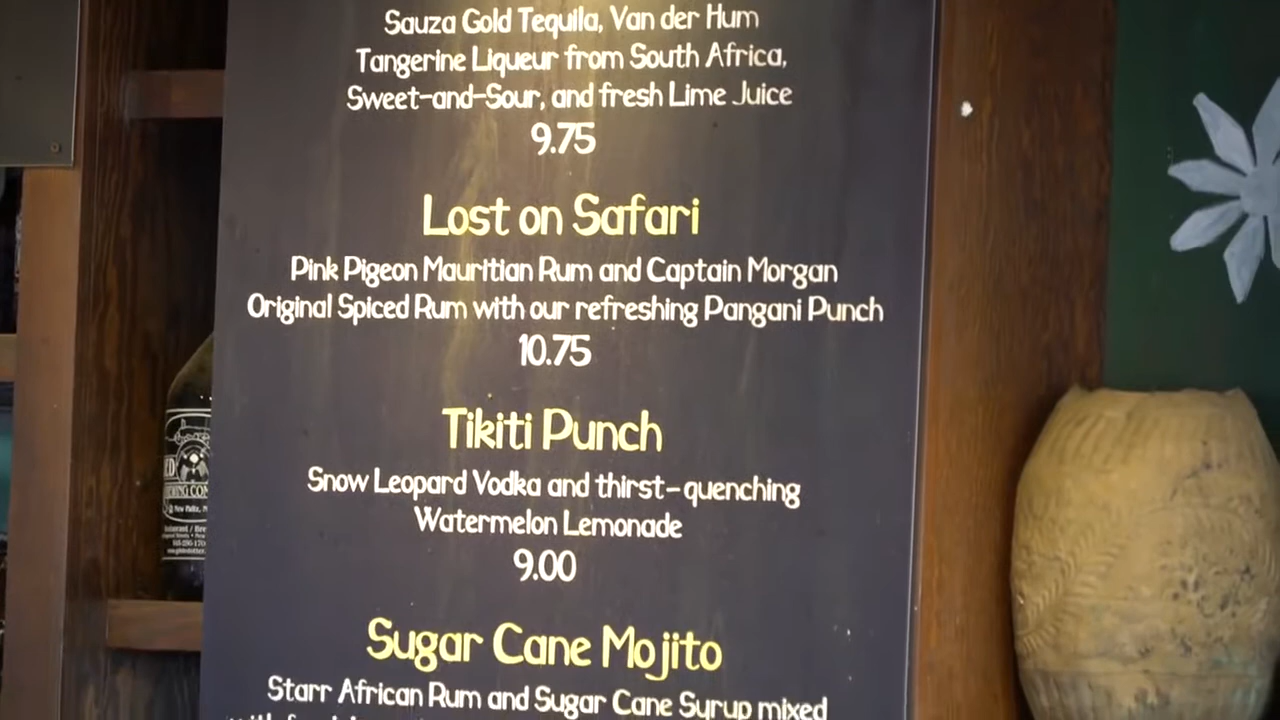 Sauza Gold Tequila, Van der Hum
Tangerine Liqueur from South Africa,
Sweet-and-Sour, and fresh Lime Juice
9.75
Lost on Safari
Pink Pigeon Mauritian Rum and Captain Morgan
Original Spiced Rum with our refreshing Pangani Punch
10.75
Tikiti Punch
Snow Leopard Vodka and thirst-quenching
Watermelon Lemonade
9.00
Sugar Cane Mojito
Starr African Rum and Sugar Cane Syrup mixed